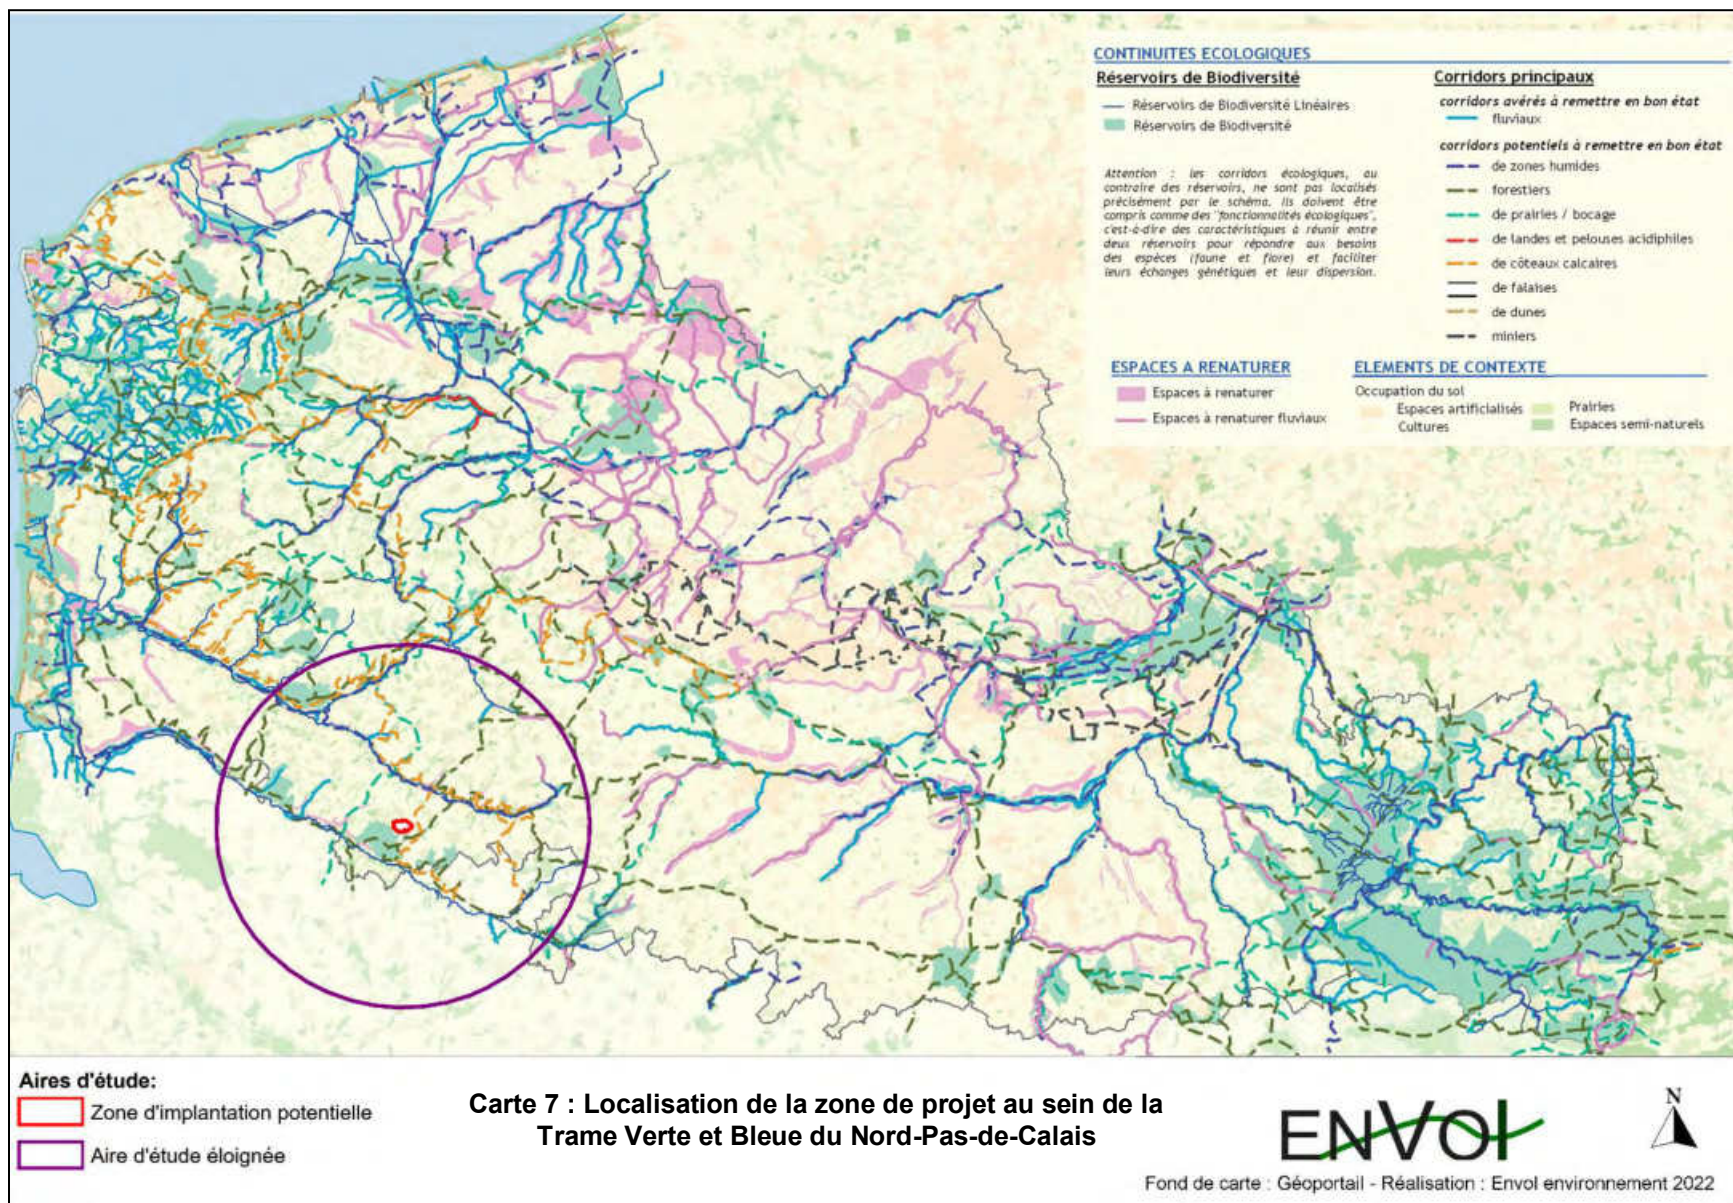 CONTINUITES ECOLOGIQUES
Réservoirs de Biodiversité
Réservoirs de Biodiversité Linéaires
Réservoirs de Biodiversité
Attention : les corridors écologiques, au
contraire des réservoirs, ne sont pas localisés
précisément par le schéma. Ils doivent être
compris comme des "fonctionnalités écologiques",
c'est-à-dire des caractéristiques à réunir entre
deux réservoirs pour répondre aux besoins
des espèces (faune et flore) et faciliter
leurs échanges génétiques et leur dispersion.
Corridors principaux
corridors avérés à remettre en bon état
fluviaux
corridors potentiels à remettre en bon état
de zones humides
forestiers
de prairies / bocage
de landes et pelouses acidiphiles
de côteaux calcaires
de falaises
de dunes
miniers
ESPACES A RENATURER
Espaces à renaturer
Espaces à renaturer fluviaux
ELEMENTS DE CONTEXTE
Occupation du sol
Espaces artificialisés
Cultures
Prairies
Espaces semi-naturels
Aires d'étude:
Zone d'implantation potentielle
Aire d'étude éloignée
Carte 7 : Localisation de la zone de projet au sein de la
Trame Verte et Bleue du Nord-Pas-de-Calais
ENVOl
N
Fond de carte : Géoportail - Réalisation : Envol environnement 2022